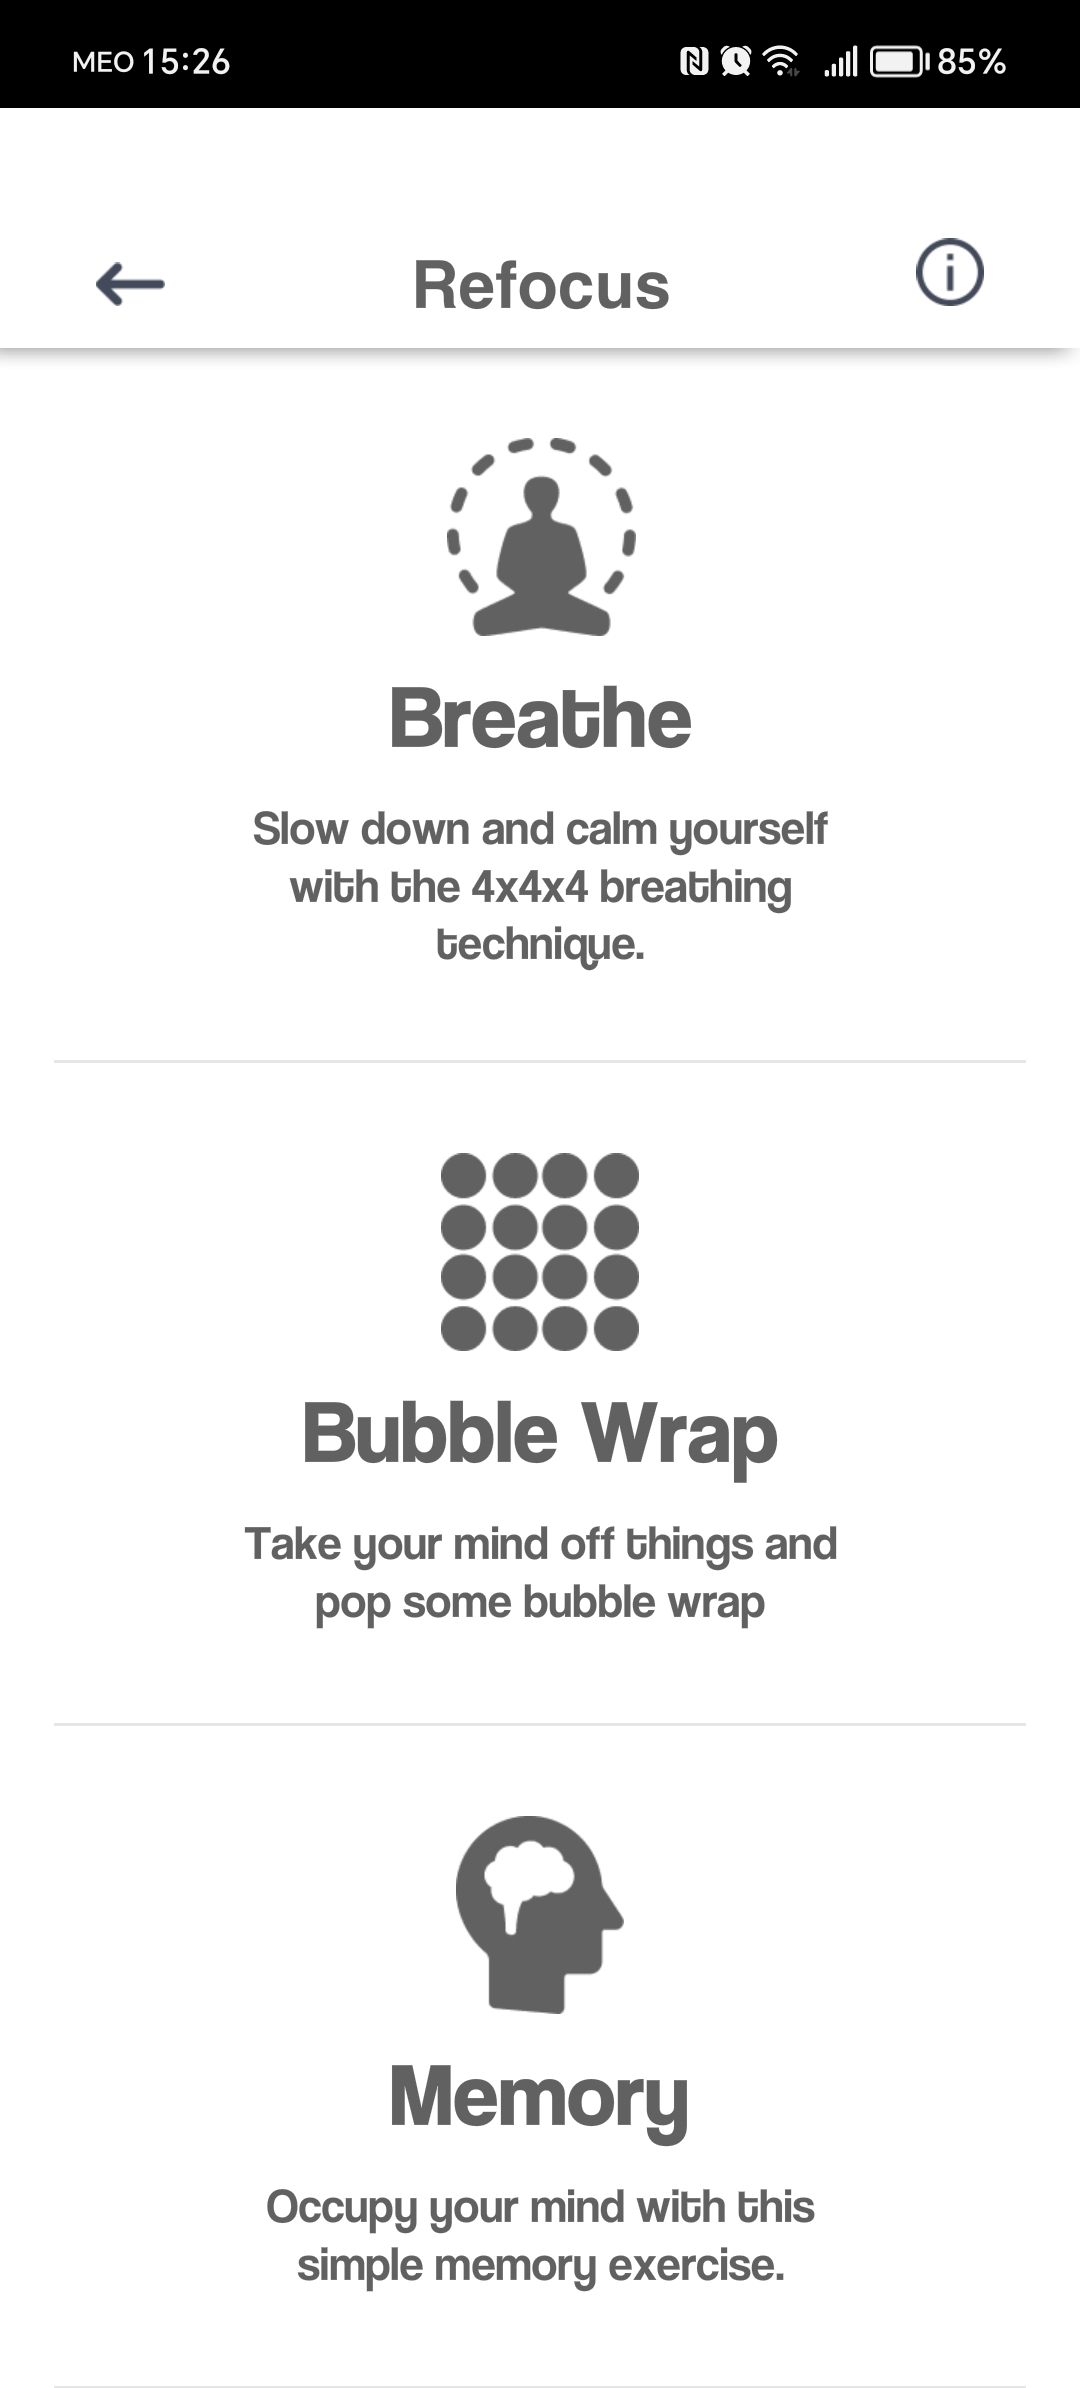 MEO 15:26
85%
Refocus
Breathe
Slow down and calm yourself
with the 4x4x4 breathing
technique.
Bubble Wrap
Take your mind off things and
pop some bubble wrap
Memory
Occupy your mind with this
simple memory exercise.